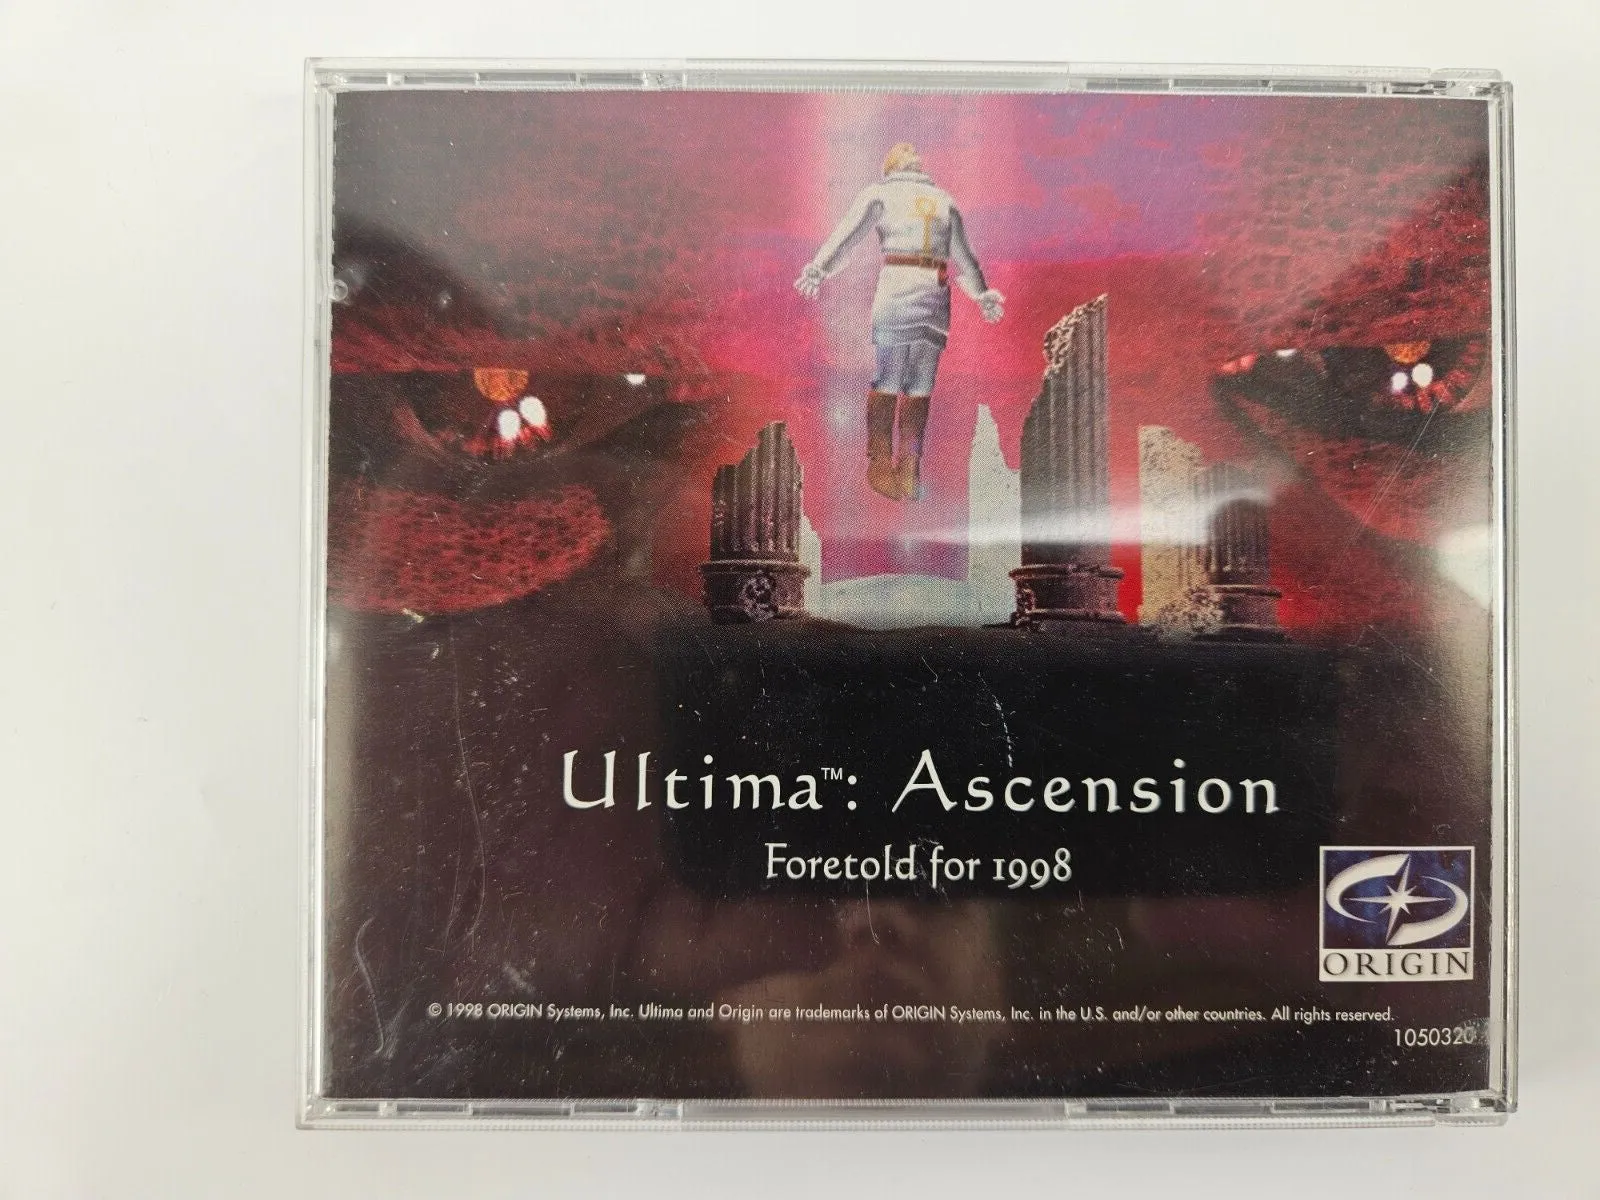 Ultima™: Ascension
Foretold for 1998
ORIGIN
© 1998 ORIGIN Systems, Inc. Ultima and Origin are trademarks of ORIGIN Systems, Inc. in the U.S. and/or other countries. All rights reserved.
1050320